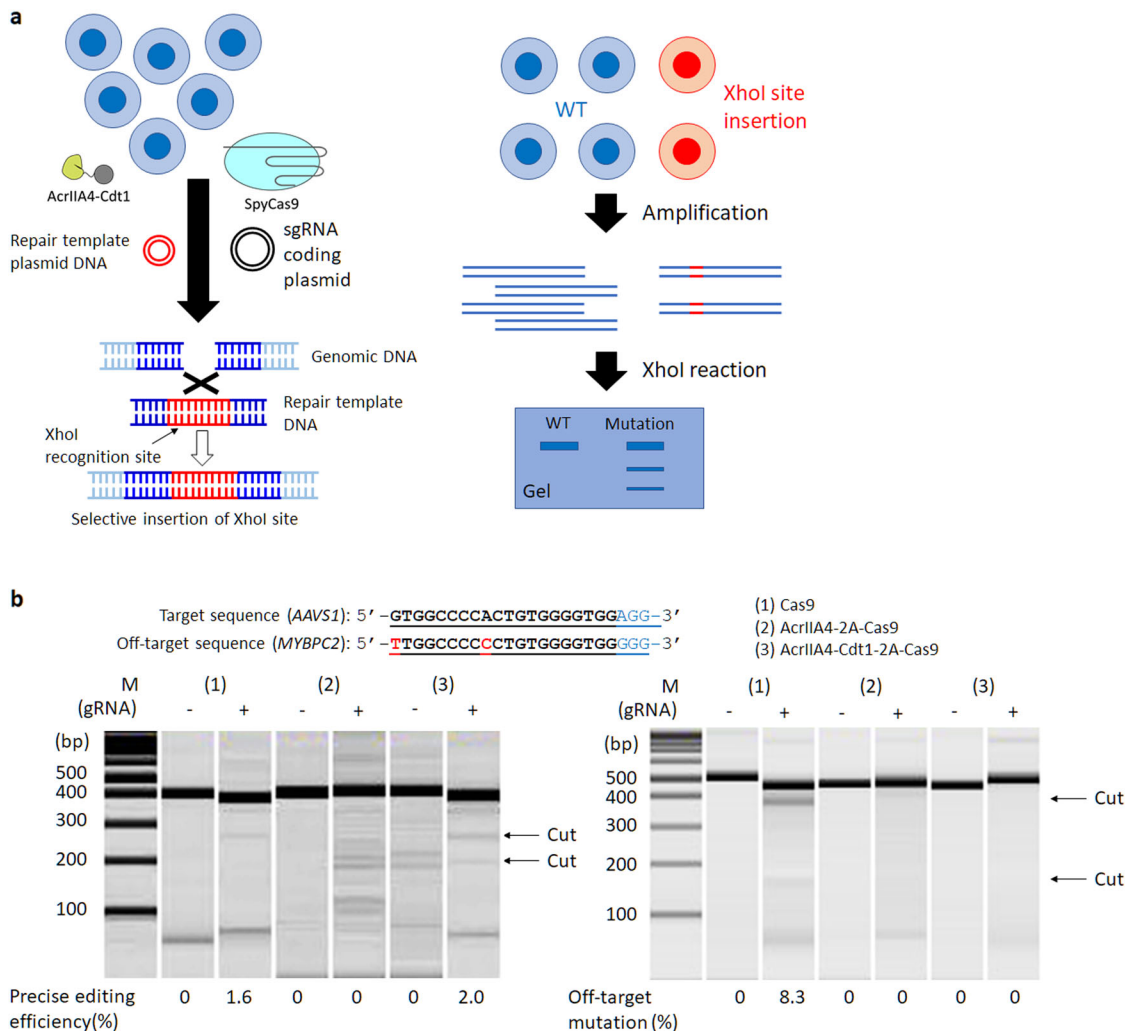 a
AcrIIA4-Cdt1
SpyCas9
Repair template
plasmid DNA
sgRNA
coding
plasmid
Genomic DNA
Repair template
DNA
XhoI
recognition site
Selective insertion of XhoI site
WT
XhoI site
insertion
Amplification
XhoI reaction
WT Mutation
Gel
b
Target sequence (AAVS1): 5’-GTGGCCCCACTGTGGGGTGGAGG-3’
Off-target sequence (MYBPC2): 5’-TTGGCCCCCCTGTGGGGTGGGGG-3’
(1) Cas9
(2) AcrIIA4-2A-Cas9
(3) AcrIIA4-Cdt1-2A-Cas9
M (1) (2) (3)
(gRNA) - + - + - +
(bp)
500
400
300
200
100
Cut
Cut
Precise editing
efficiency(%)
0 1.6 0 0 0 2.0
M (1) (2) (3)
(gRNA) - + - + - +
(bp)
500
400
300
200
100
Cut
Cut
Off-target
mutation (%)
0 8.3 0 0 0 0